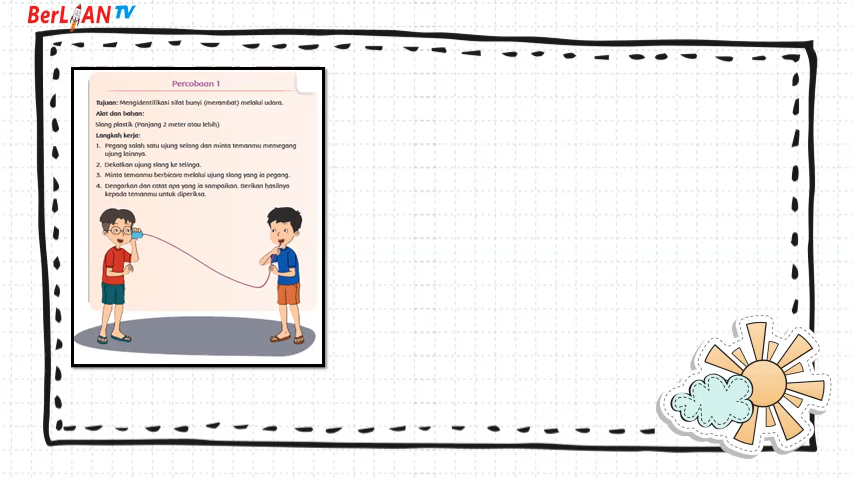 BerLIAN TV
Percobaan 1
Tujuan: Mengidentifikasi sifat bunyi (merambat) melalui udara.
Alat dan bahan:
Slang plastik (Panjang 2 meter atau lebih)
Langkah kerja:
1. Pegang salah satu ujung selang dan minta temanmu memegang
ujung lainnya.
2. Dekatkan ujung slang ke telinga.
3. Minta temanmu berbicara melalui ujung slang yang ia pegang.
4. Dengarkan dan catat apa yang ia sampaikan. Berikan hasilnya
kepada temanmu untuk diperiksa.